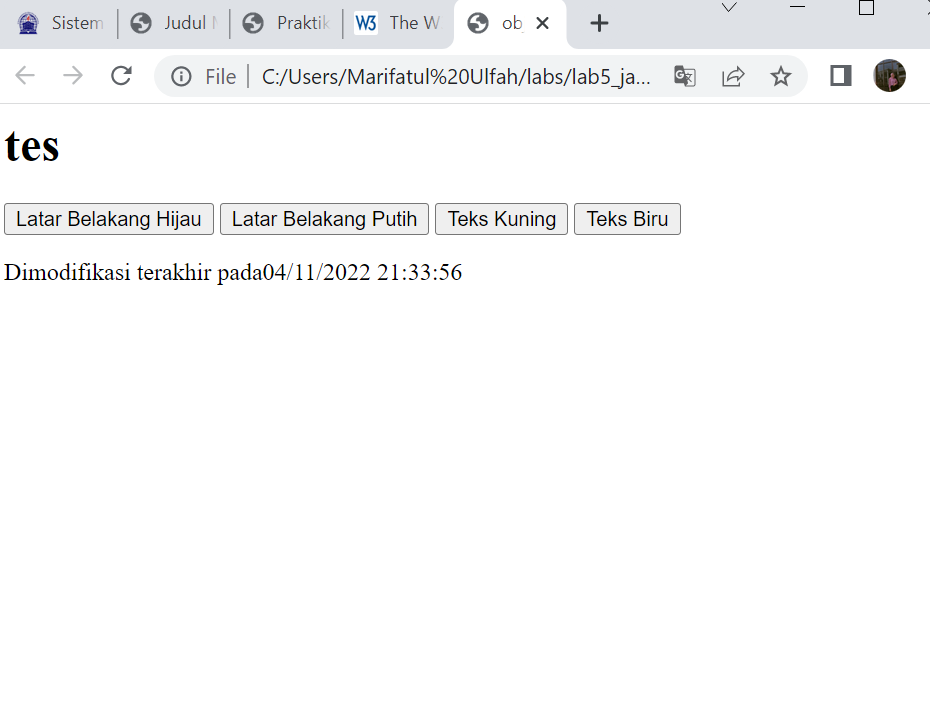 Sistem Judul Praktik W3 The W ob
File C:/Users/Marifatul%20Ulfah/labs/lab5_ja...
tes
Latar Belakang Hijau Latar Belakang Putih Teks Kuning Teks Biru
Dimodifikasi terakhir pada04/11/2022 21:33:56